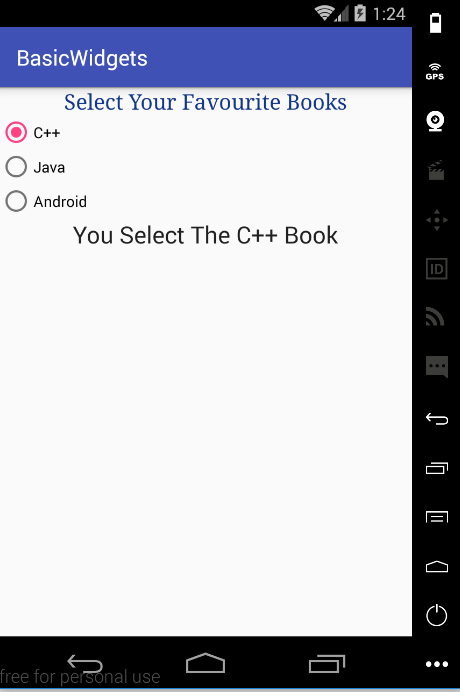 1:24
BasicWidgets
GPS
Select Your Favourite Books
C++
Java
Android
You Select The C++ Book
ID
free for personal use